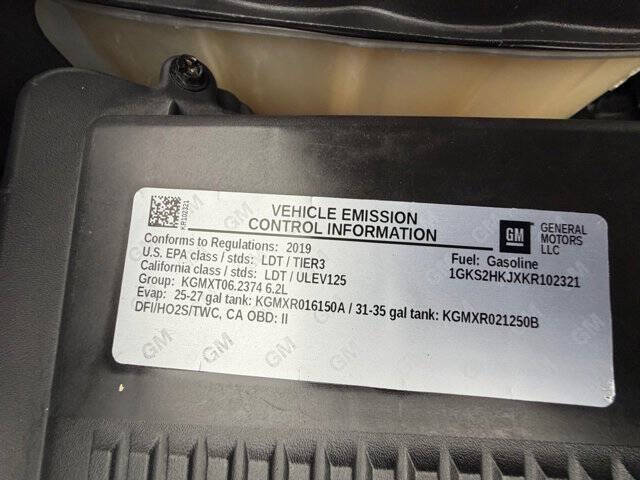 VEHICLE EMISSION
CONTROL INFORMATION
KR102321
GM
GENERAL
MOTORS
LLC
Conforms to Regulations: 2019
U.S. EPA class / stds: LDT / TIER3
California class / stds: LDT / ULEV125
Group: KGMXT06.2374 6.2L
Evap: 25-27 gal tank: KGMXR016150A / 31-35 gal tank: KGMXR021250B
DFI/HO2S/TWC, CA OBD: II
Fuel: Gasoline
1GKS2HKJXKR102321